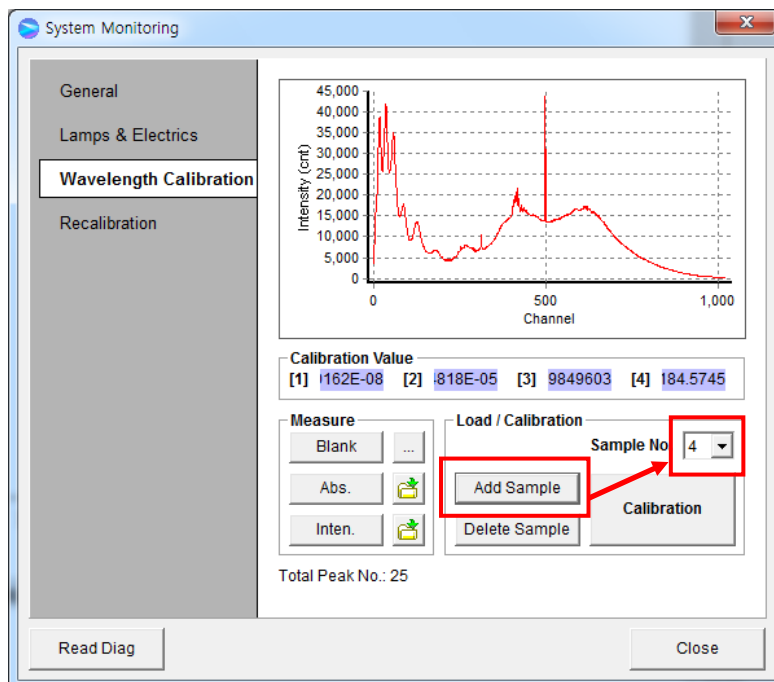 System Monitoring
General
Lamps & Electrics
Wavelength Calibration
Recalibration
45,000
40,000
35,000
30,000
25,000
20,000
15,000
10,000
5,000
0
Intensity (cnt)
0 500 1,000
Channel
Calibration Value
[1] 162E-08 [2] 818E-05 [3] 9849603 [4] 184.5745
Measure
Blank ...
Abs.
Inten.
Load / Calibration
Sample No 4
Add Sample
Calibration
Delete Sample
Total Peak No.: 25
Read Diag Close